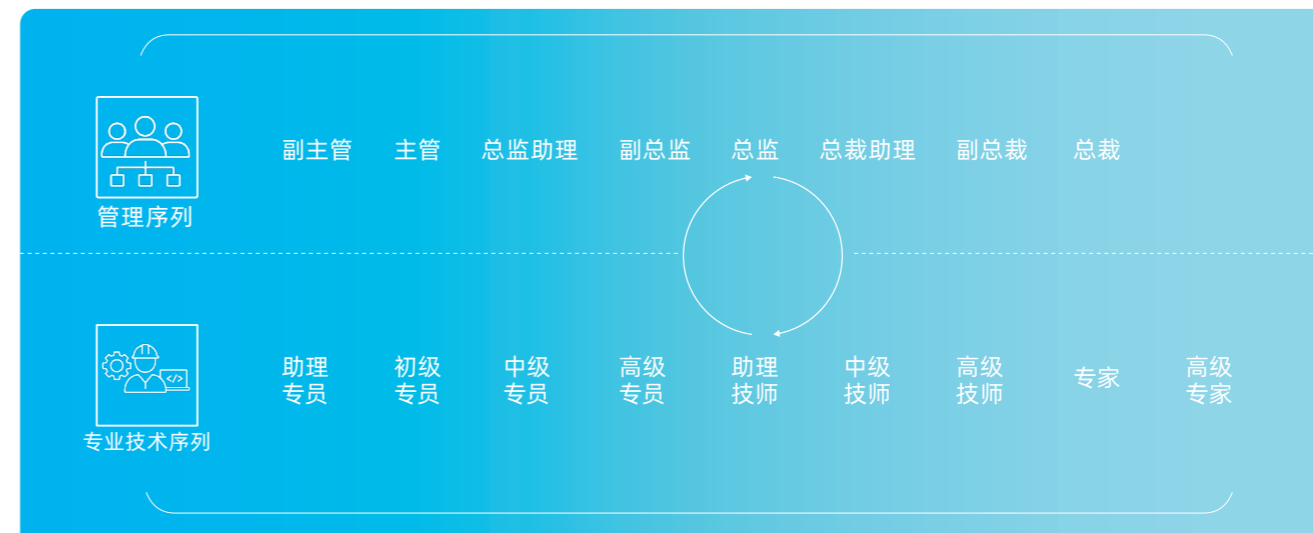 副主管 主管 总监助理 副总监 总监 总裁助理 副总裁 总裁
管理序列
助理 初级 中级 高级 助理 中级 高级 专家 高级
专员 专员 专员 专员 技师 技师 技师 专家
</>
专业技术序列